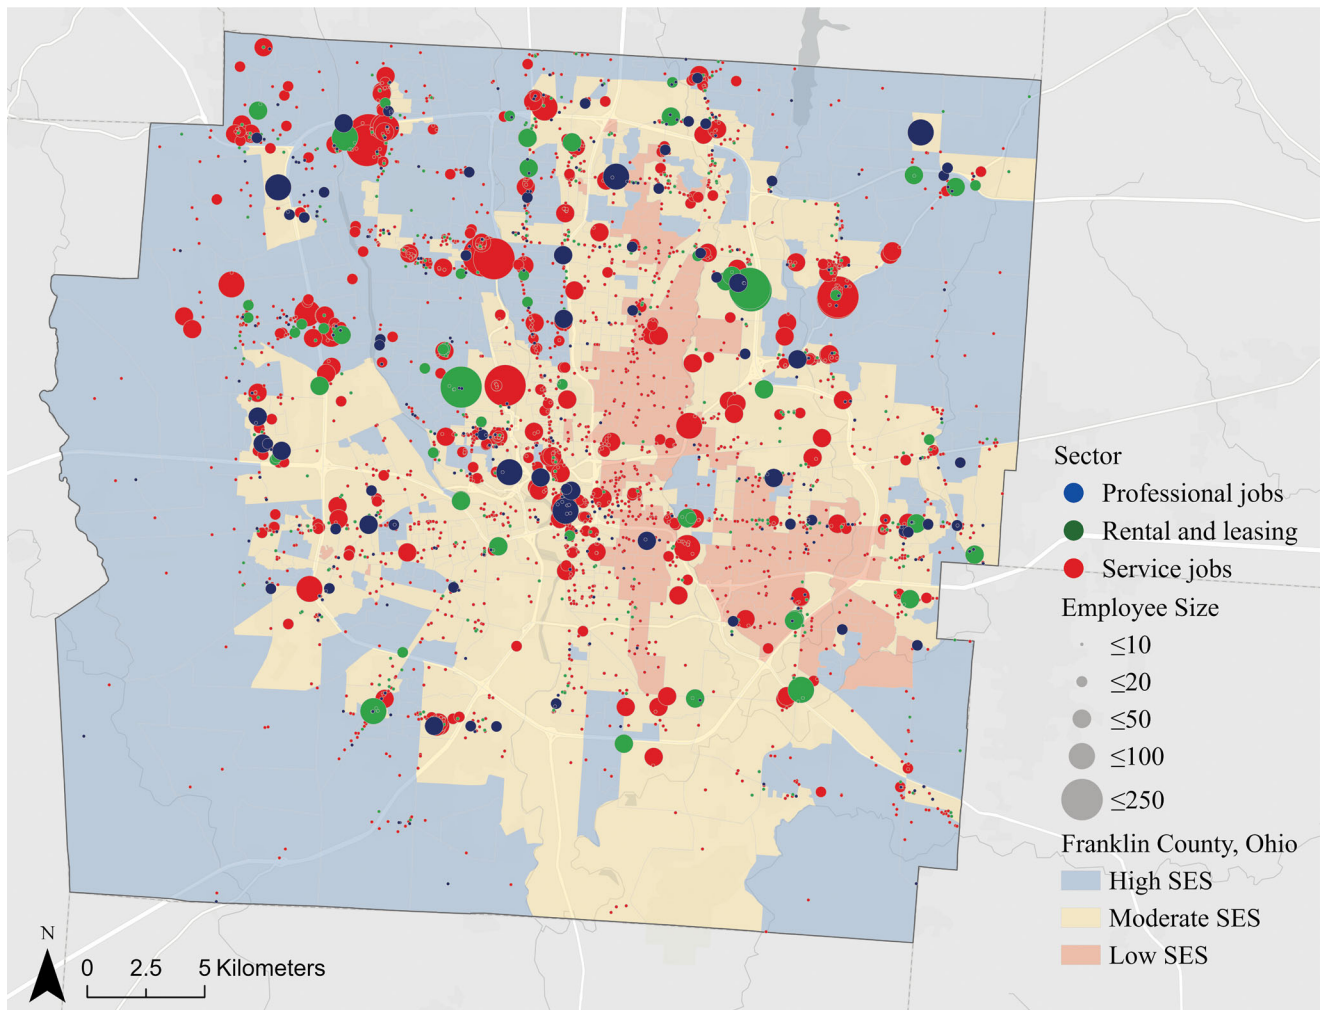 Sector
Professional jobs
Rental and leasing
Service jobs
Employee Size
≤10
≤20
≤50
≤100
≤250
Franklin County, Ohio
High SES
Moderate SES
Low SES
N
0 2.5 5 Kilometers